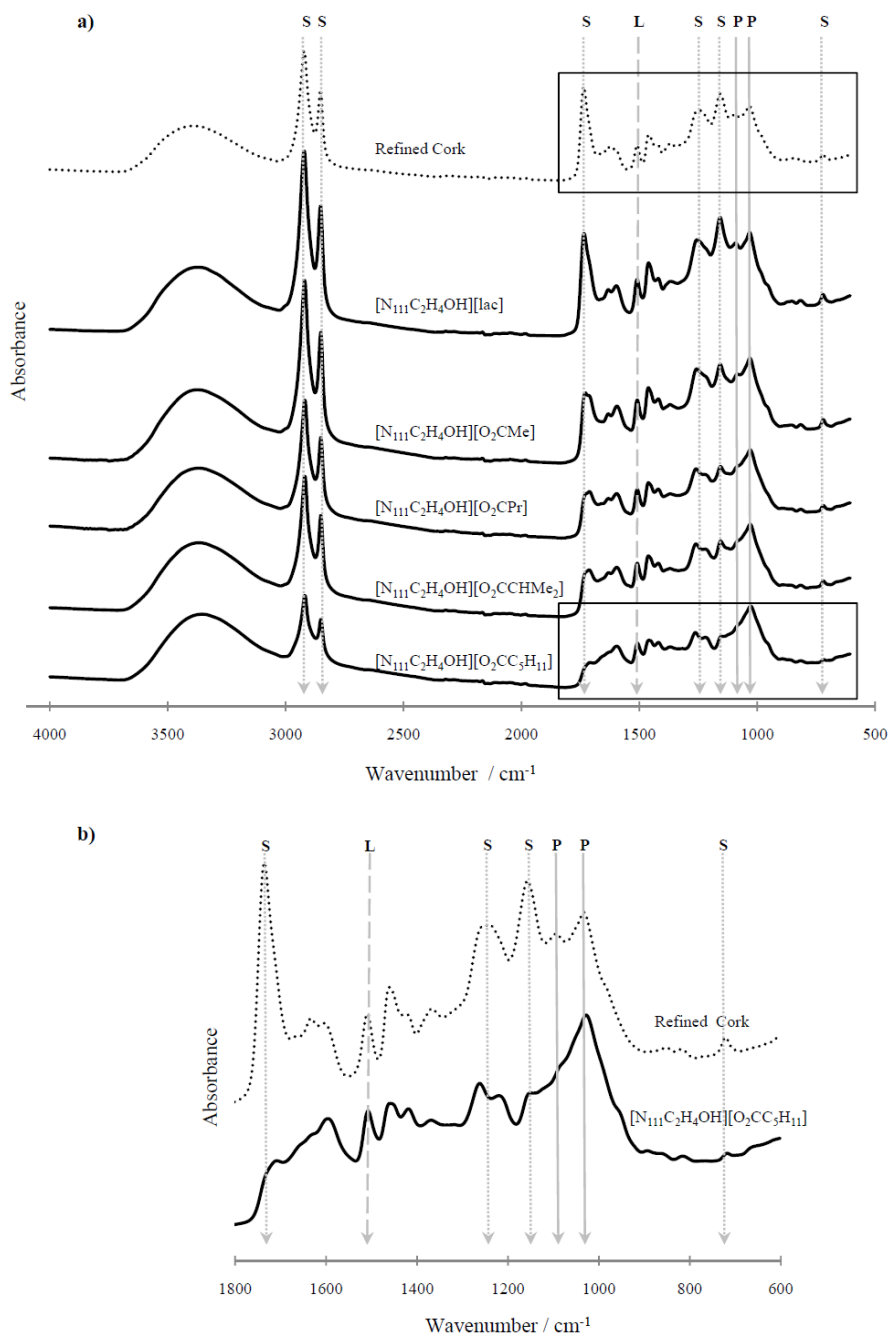 a)
S S S L S S P P S
Refined Cork
[N₁₁₁C₂H₄OH][lac]
[N₁₁₁C₂H₄OH][O₂CMe]
[N₁₁₁C₂H₄OH][O₂CPr]
[N₁₁₁C₂H₄OH][O₂CCHMe₂]
[N₁₁₁C₂H₄OH][O₂CC₅H₁₁]
Absorbance
4000 3500 3000 2500 2000 1500 1000 500
Wavenumber / cm⁻¹
b)
S L S S P P S
Refined Cork
[N₁₁₁C₂H₄OH][O₂CC₅H₁₁]
Absorbance
1800 1600 1400 1200 1000 800 600
Wavenumber / cm⁻¹